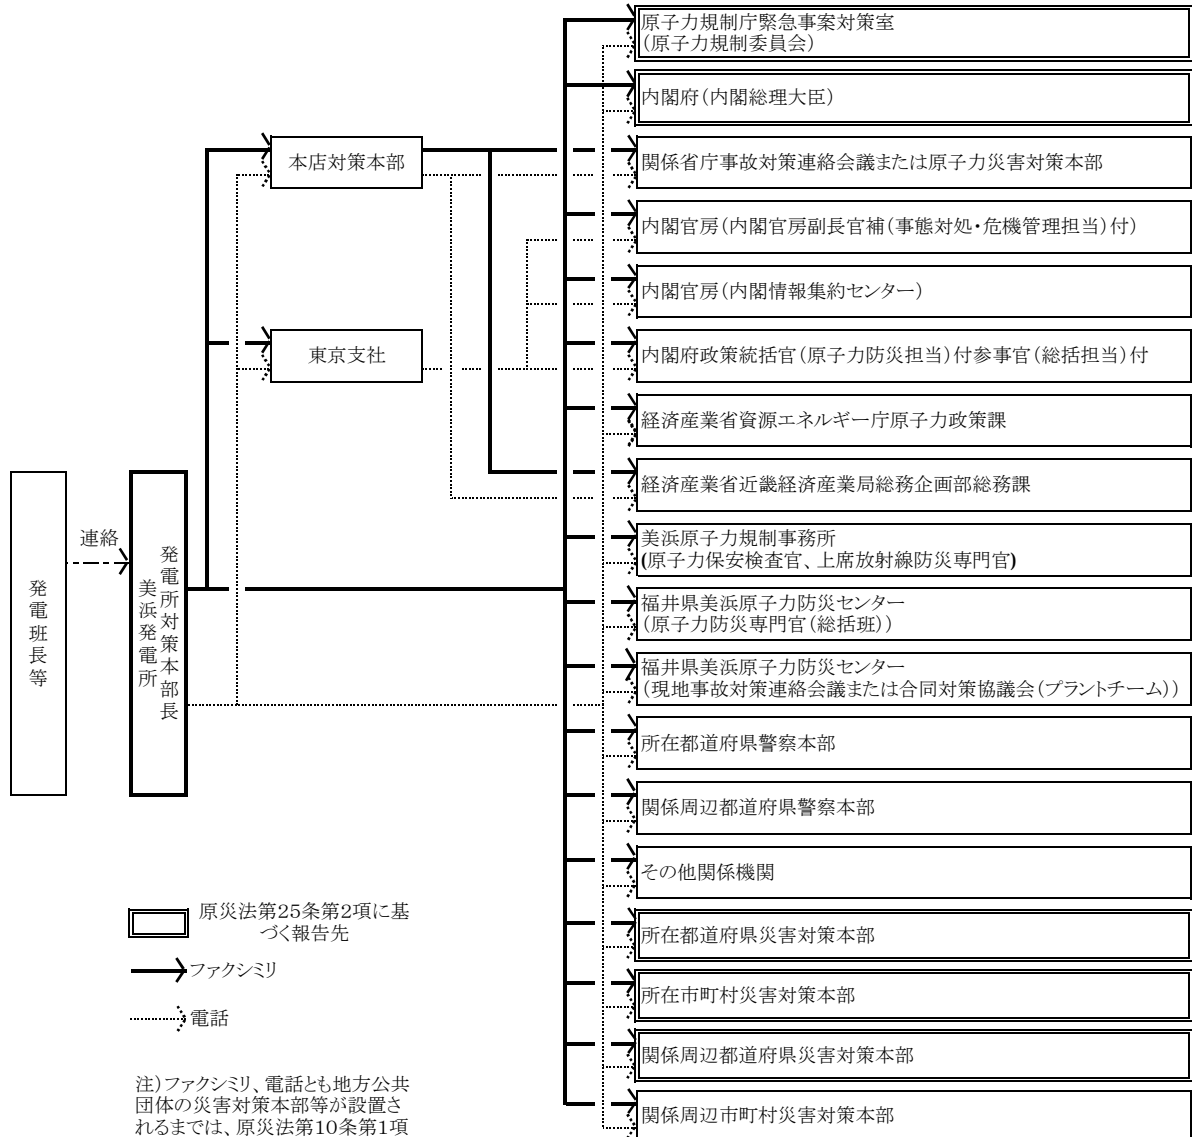 原子力規制庁緊急事案対策室
(原子力規制委員会)
内閣府(内閣総理大臣)
本店対策本部
関係省庁事故対策連絡会議または原子力災害対策本部
内閣官房(内閣官房副長官補(事態対処・危機管理担当)付)
内閣官房(内閣情報集約センター)
東京支社
内閣府政策統括官(原子力防災担当)付参事官(総括担当)付
経済産業省資源エネルギー庁原子力政策課
経済産業省近畿経済産業局総務企画部総務課
発電班長等
連絡
発電所対策本部長
美浜発電所
美浜原子力規制事務所
(原子力保安検査官、上席放射線防災専門官)
福井県美浜原子力防災センター
(原子力防災専門官(総括班))
福井県美浜原子力防災センター
(現地事故対策連絡会議または合同対策協議会(プラントチーム))
所在都道府県警察本部
関係周辺都道府県警察本部
その他関係機関
所在都道府県災害対策本部
所在市町村災害対策本部
関係周辺都道府県災害対策本部
関係周辺市町村災害対策本部
原災法第25条第2項に基
づく報告先
ファクシミリ
電話
注)ファクシミリ、電話とも地方公共
団体の災害対策本部等が設置さ
れるまでは、原災法第10条第1項